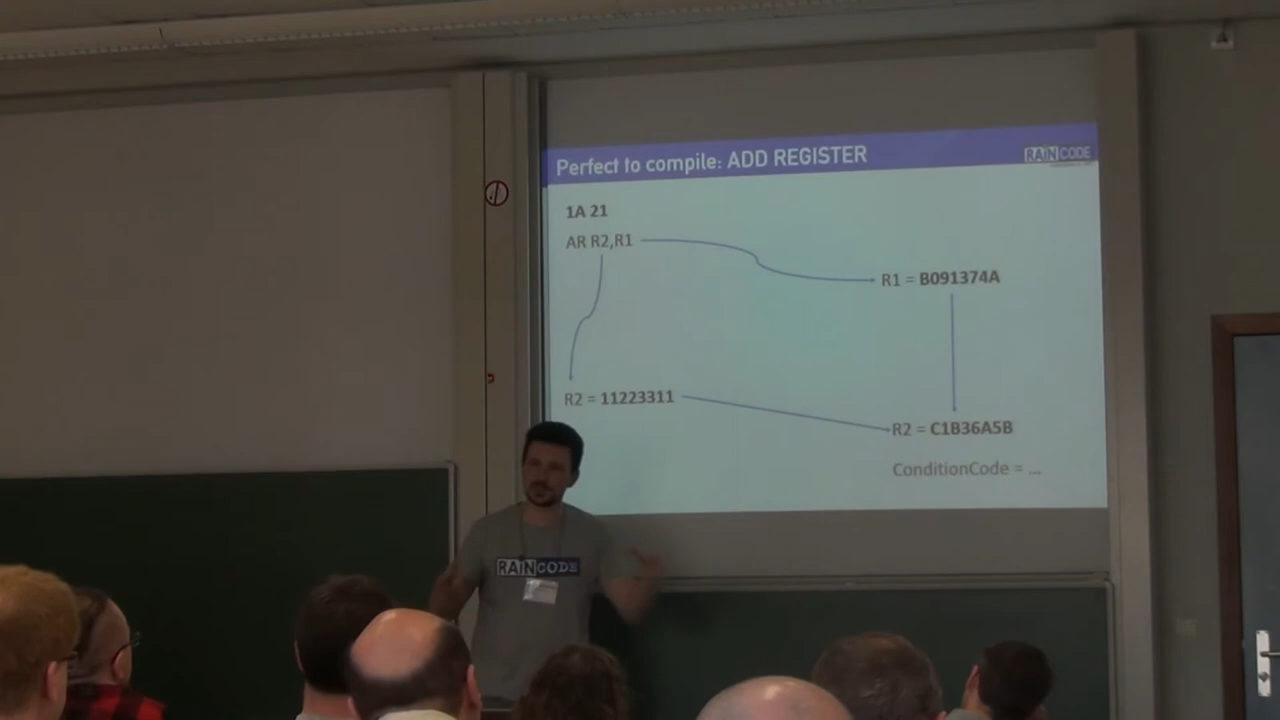 Perfect to compile: ADD REGISTER
RAINCODE
1A 21
AR R2,R1
R1 = B091374A
R2 = 11223311
R2 = C1B36A5B
ConditionCode = ...
RAINCODE